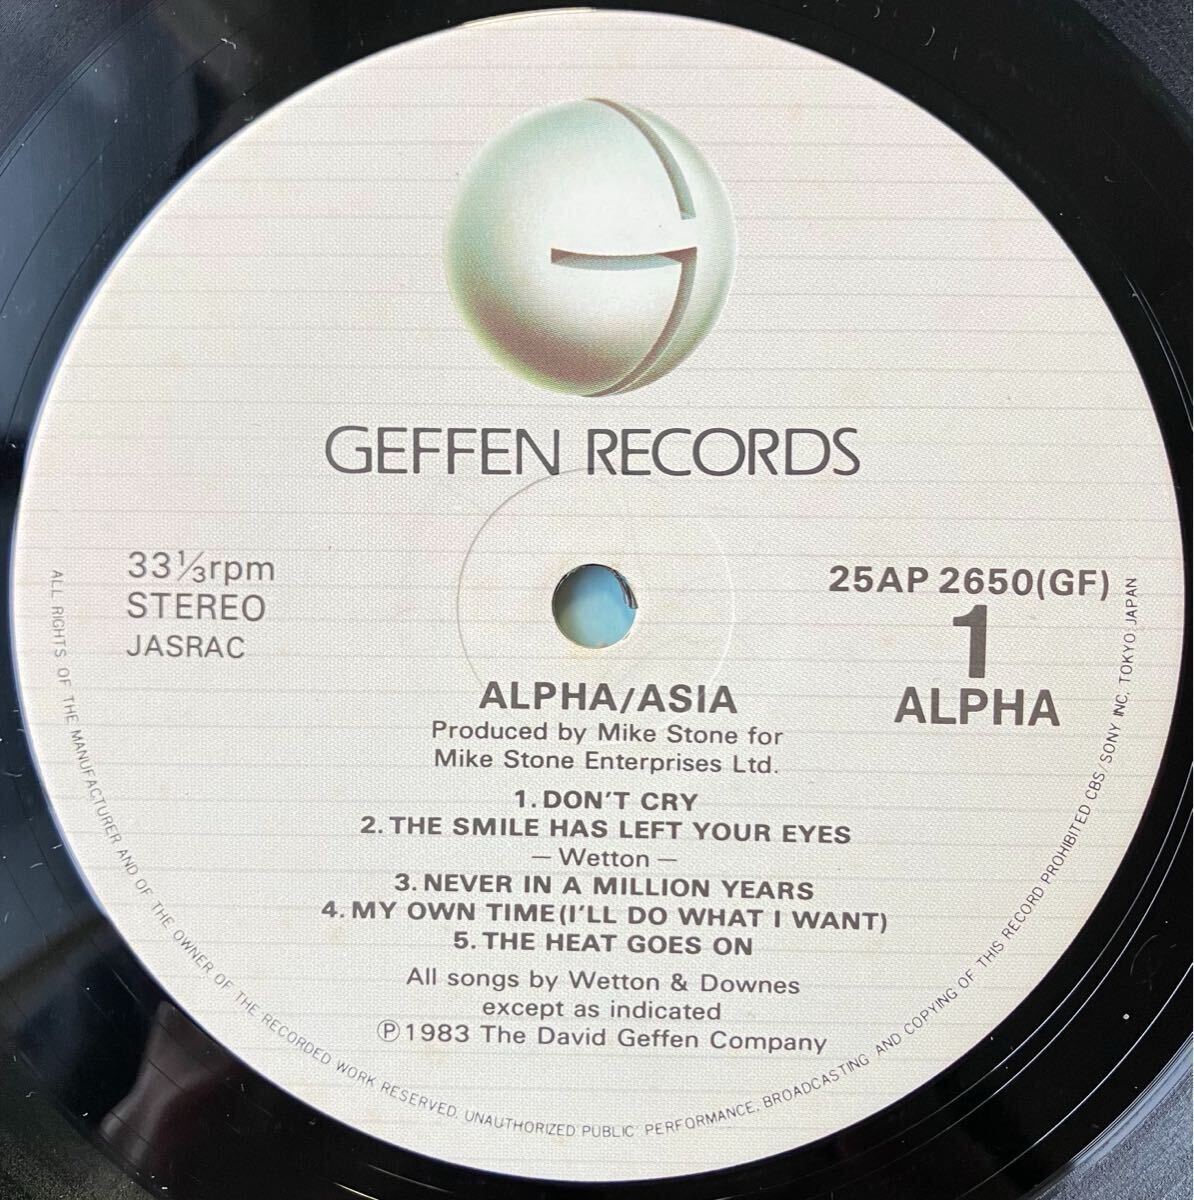 GEFFEN RECORDS
33⅓rpm
STEREO
JASRAC
25AP 2650(GF)
1
ALPHA
ALPHA/ASIA
Produced by Mike Stone for
Mike Stone Enterprises Ltd.
1. DON'T CRY
2. THE SMILE HAS LEFT YOUR EYES
— Wetton —
3. NEVER IN A MILLION YEARS
4. MY OWN TIME (I'LL DO WHAT I WANT)
5. THE HEAT GOES ON
All songs by Wetton & Downes
except as indicated
℗ 1983 The David Geffen Company
ALL RIGHTS OF THE MANUFACTURER AND OF THE OWNER OF THE RECORDED WORK RESERVED. UNAUTHORIZED PUBLIC PERFORMANCE, BROADCASTING AND COPYING OF THIS RECORD PROHIBITED CBS/SONY INC. TOKYO JAPAN